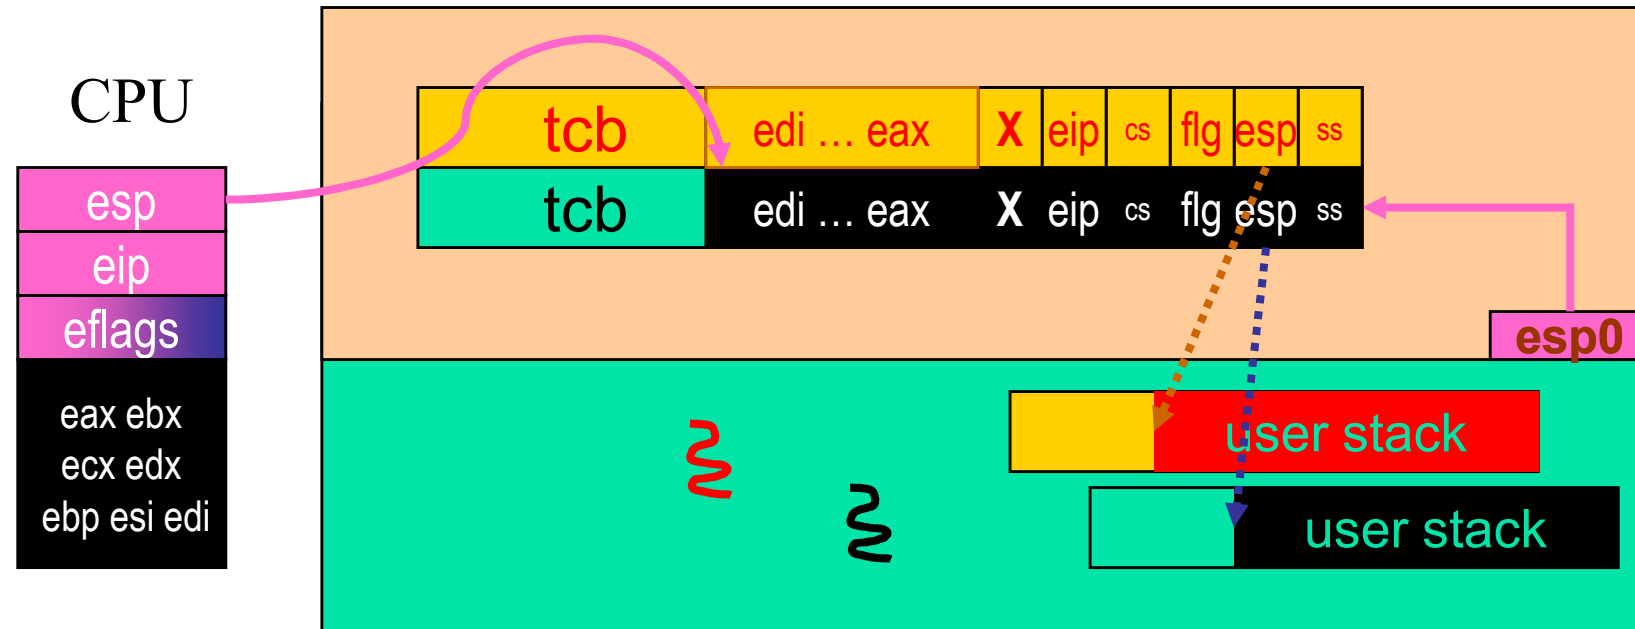 CPU
esp
eip
eflags
eax ebx
ecx edx
ebp esi edi
tcb edi … eax X eip cs flg esp ss
tcb edi … eax X eip cs flg esp ss
esp0
user stack
user stack